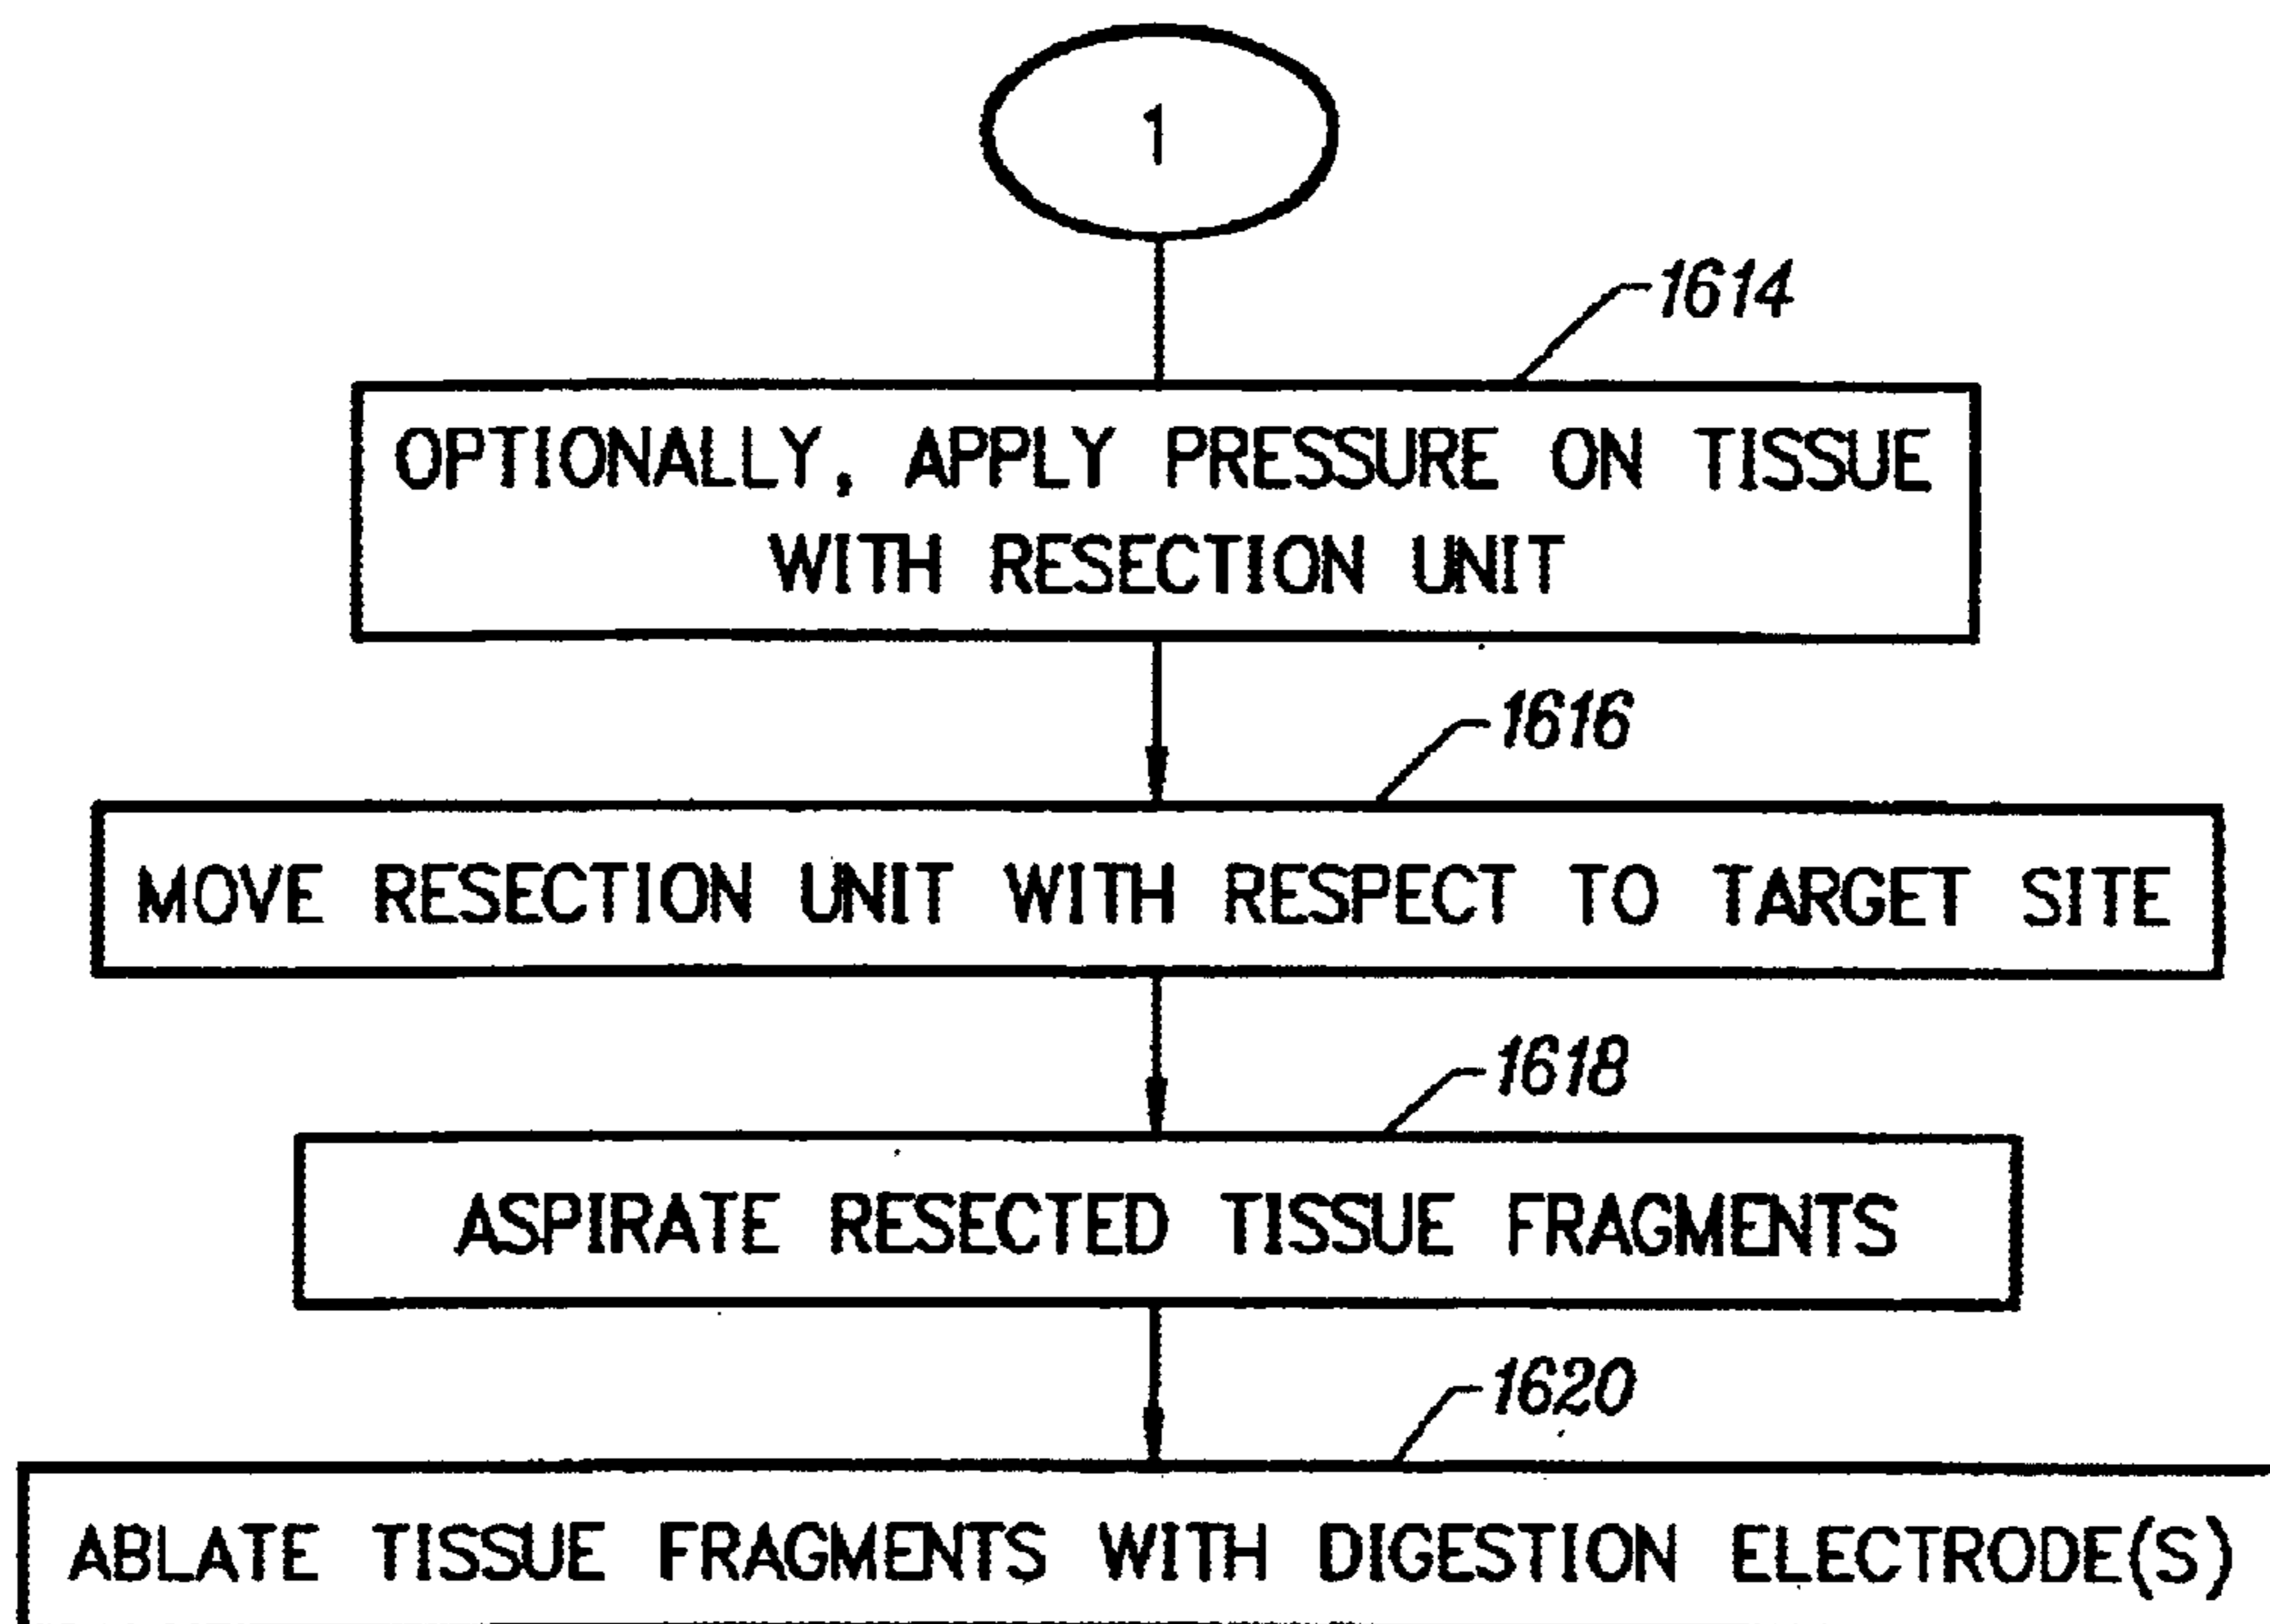 1
1614
OPTIONALLY, APPLY PRESSURE ON TISSUE
WITH RESECTION UNIT
1616
MOVE RESECTION UNIT WITH RESPECT TO TARGET SITE
1618
ASPIRATE RESECTED TISSUE FRAGMENTS
1620
ABLATE TISSUE FRAGMENTS WITH DIGESTION ELECTRODE(S)